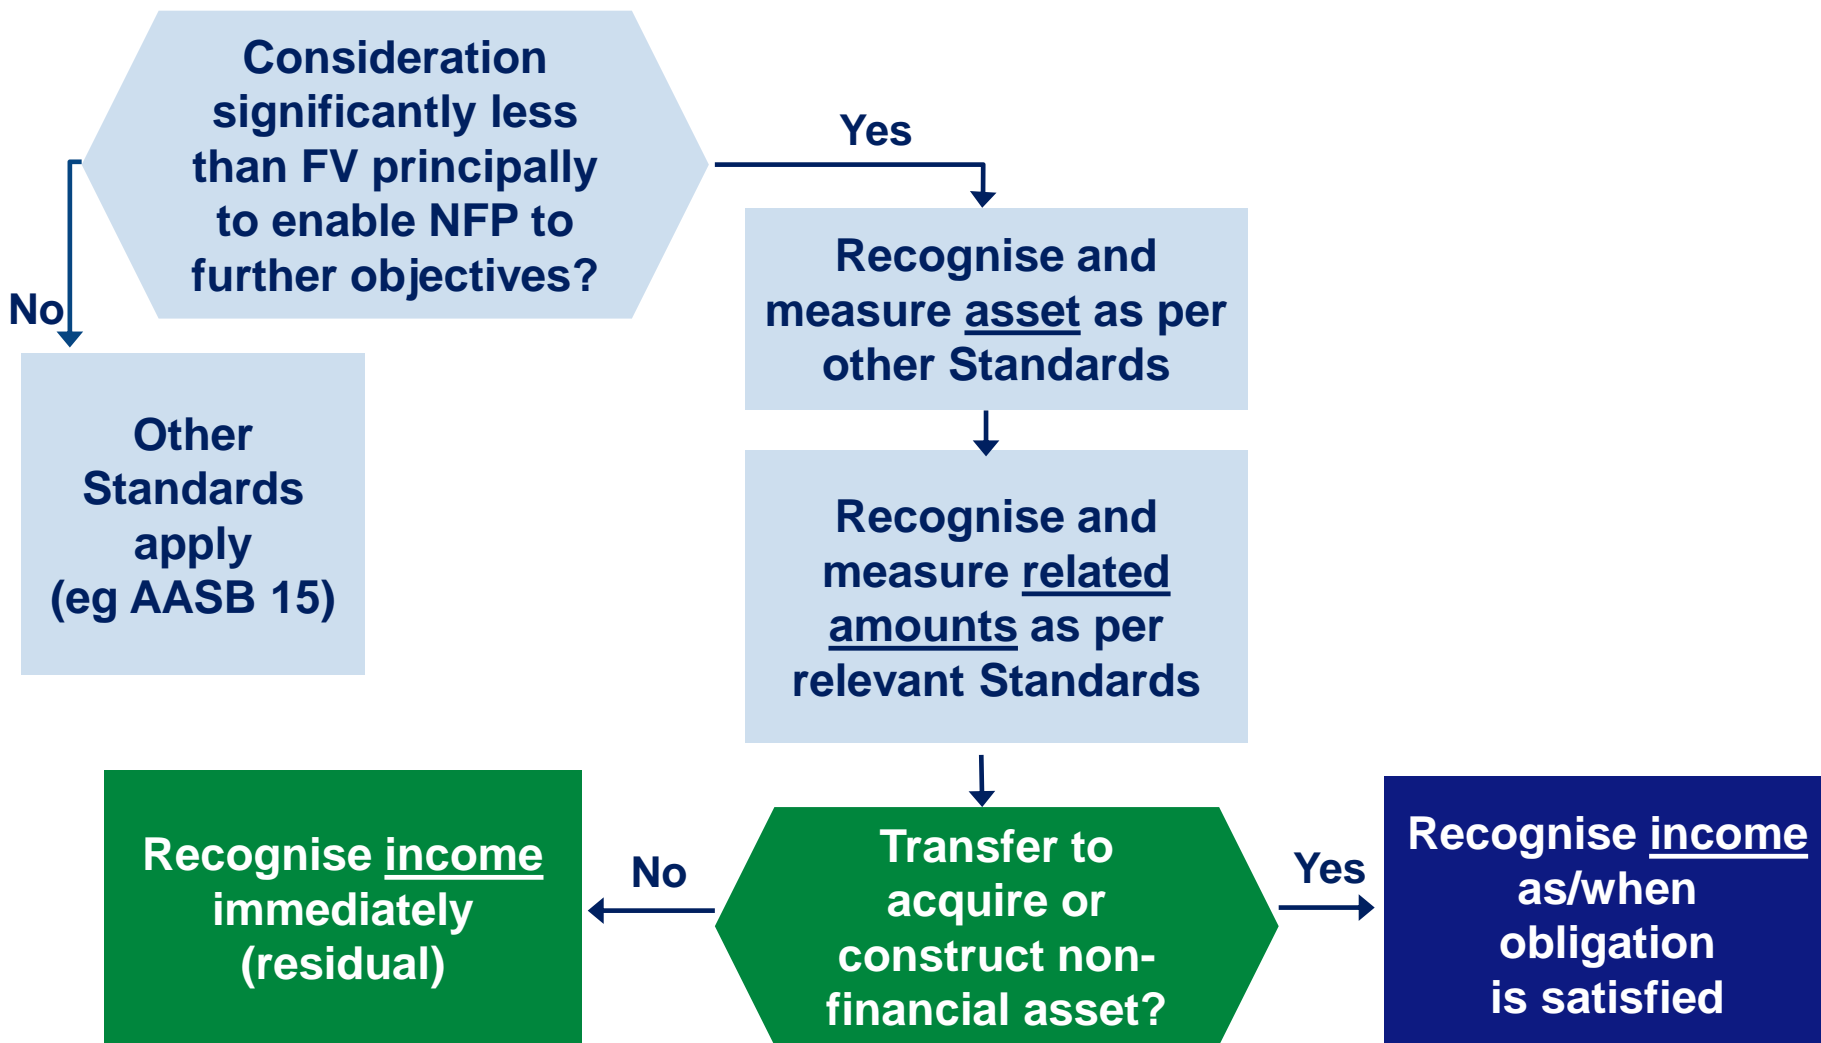 Consideration
significantly less
than FV principally
to enable NFP to
further objectives?
Yes
No
Recognise and
measure asset as per
other Standards
Other
Standards
apply
(eg AASB 15)
Recognise and
measure related
amounts as per
relevant Standards
Recognise income
immediately
(residual)
No
Transfer to
acquire or
construct non-
financial asset?
Yes
Recognise income
as/when
obligation
is satisfied